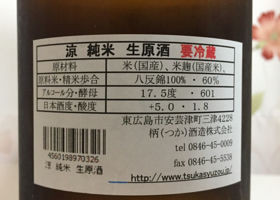 涼 純米 生原酒 要冷蔵
原材料 米(国産米)、米麹(国産米)
原料米・精米歩合 八反錦100%・60%
アルコール分・酵母 17.5度 ・ 601
日本酒度・酸度 +5.0 ・ 1.8
東広島市安芸津町三津4228
柄(つか)酒造株式会社
tel 0846-45-0009
fax 0846-45-5538
http://www.tsukasyuzou.jp/
4560198970326
涼 純米 生原酒